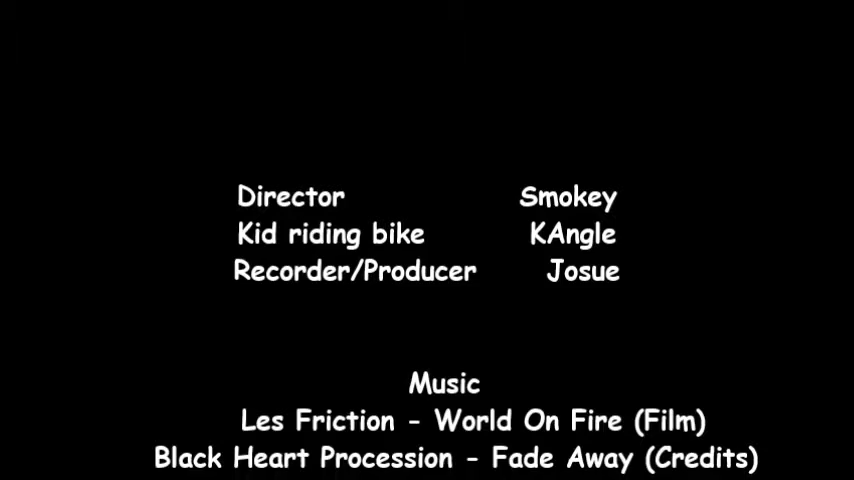 Director Smokey
Kid riding bike KAngle
Recorder/Producer Josue
Music
Les Friction - World On Fire (Film)
Black Heart Procession - Fade Away (Credits)